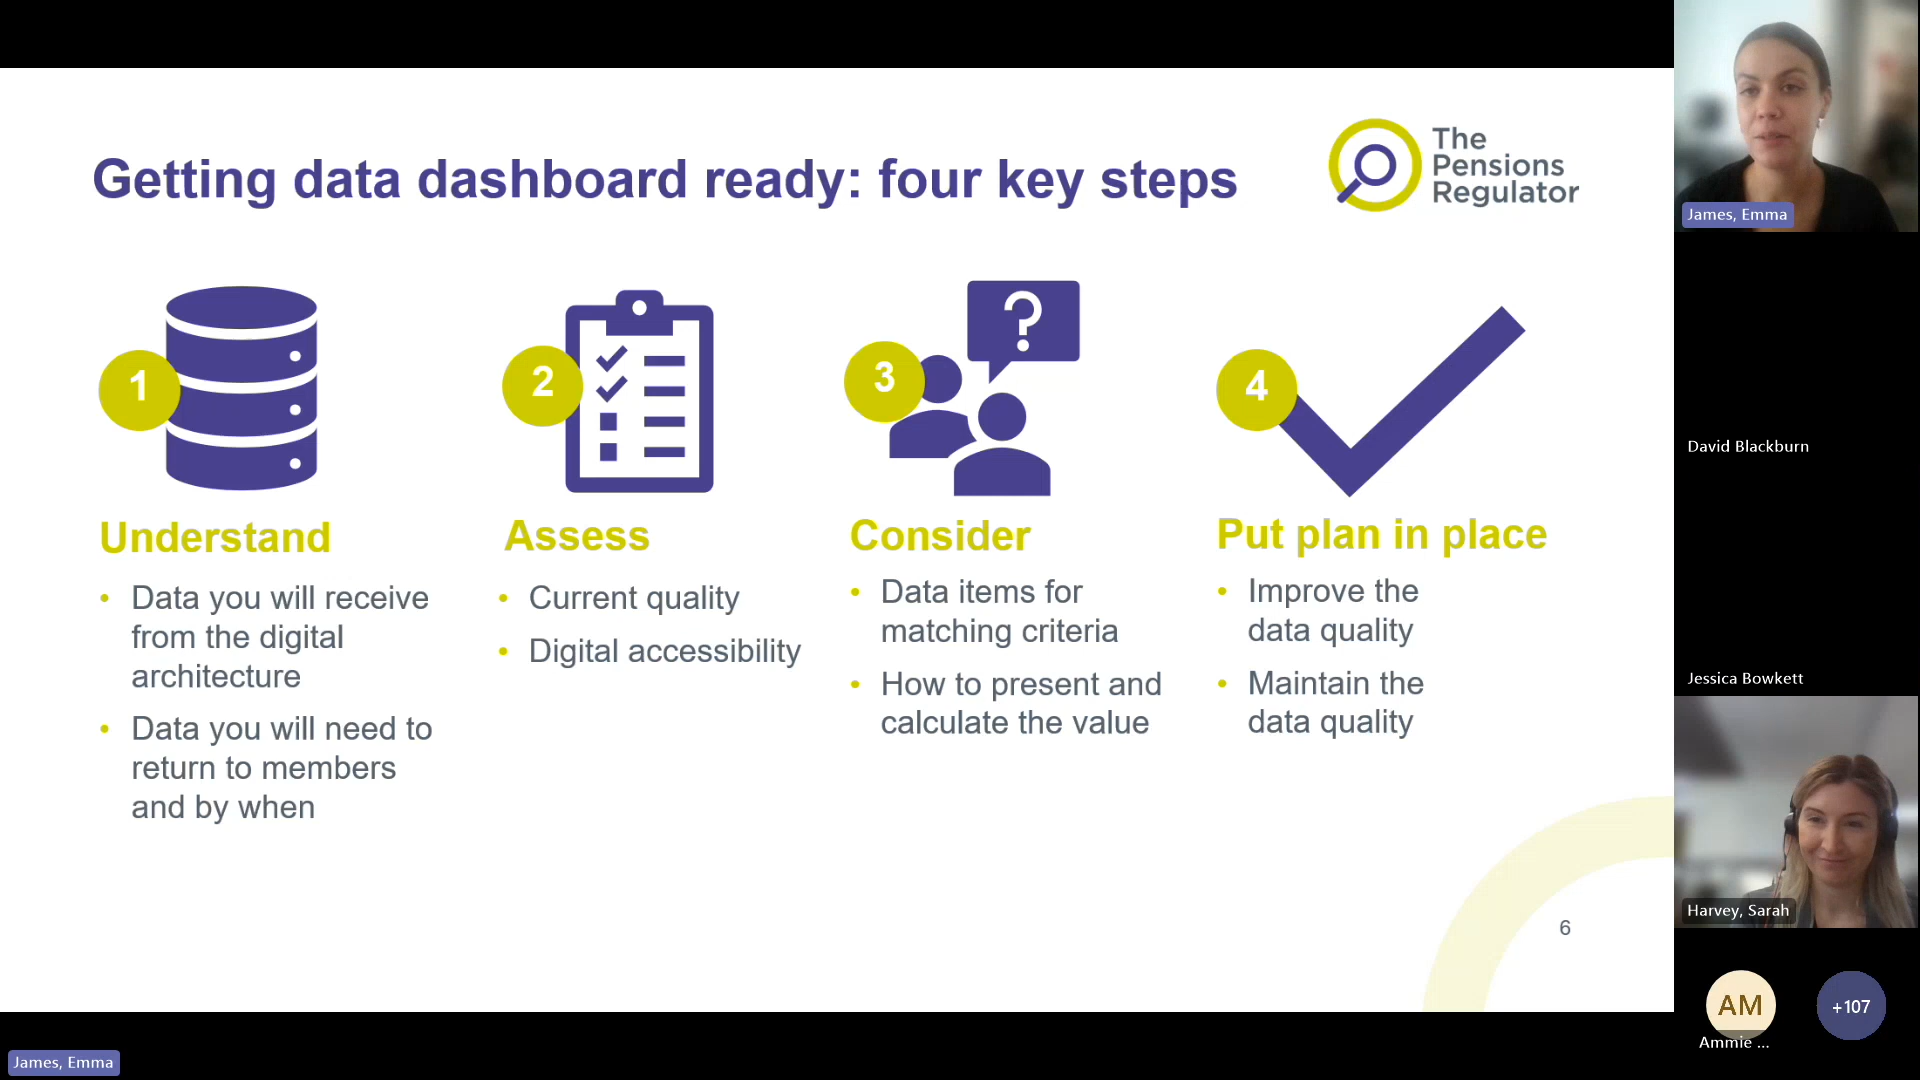 Getting data dashboard ready: four key steps
The
Pensions
Regulator
1
Understand
• Data you will receive
from the digital
architecture
• Data you will need to
return to members
and by when
2
Assess
• Current quality
• Digital accessibility
?
3
Consider
• Data items for
matching criteria
• How to present and
calculate the value
4
Put plan in place
• Improve the
data quality
• Maintain the
data quality
6
James, Emma
David Blackburn
Jessica Bowkett
Harvey, Sarah
AM
Ammie ...
+107
James, Emma